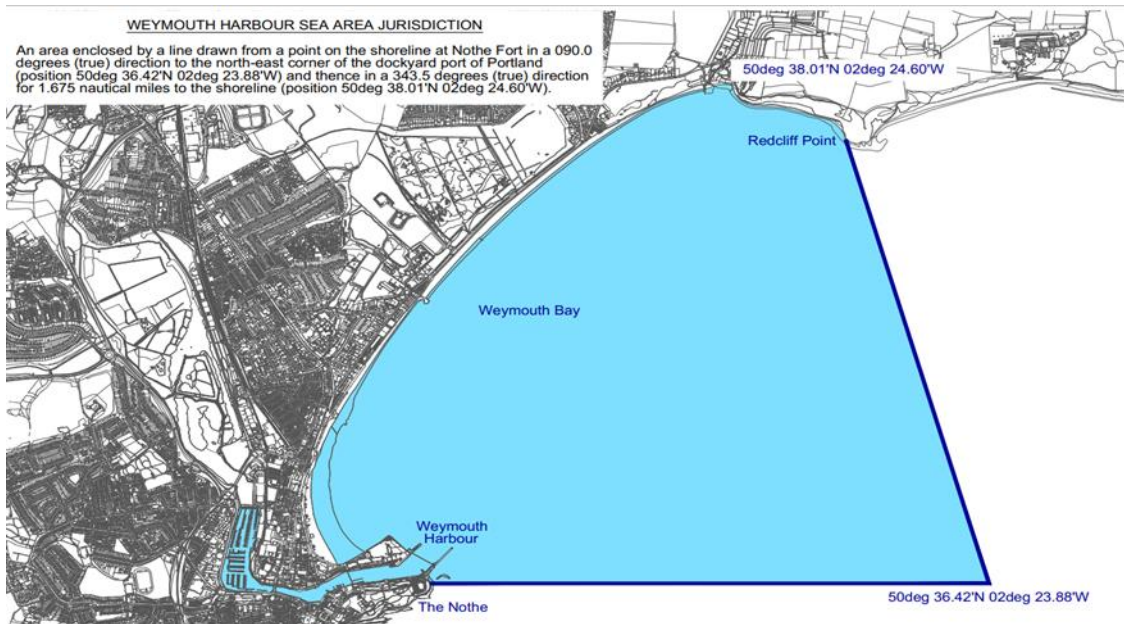 WEYMOUTH HARBOUR SEA AREA JURISDICTION
An area enclosed by a line drawn from a point on the shoreline at Nothe Fort in a 090.0
degrees (true) direction to the north-east corner of the dockyard port of Portland
(position 50deg 36.42'N 02deg 23.88'W) and thence in a 343.5 degrees (true) direction
for 1.675 nautical miles to the shoreline (position 50deg 38.01'N 02deg 24.60'W).
50deg 38.01'N 02deg 24.60'W
Redcliff Point
Weymouth Bay
Weymouth
Harbour
The Nothe
50deg 36.42'N 02deg 23.88'W